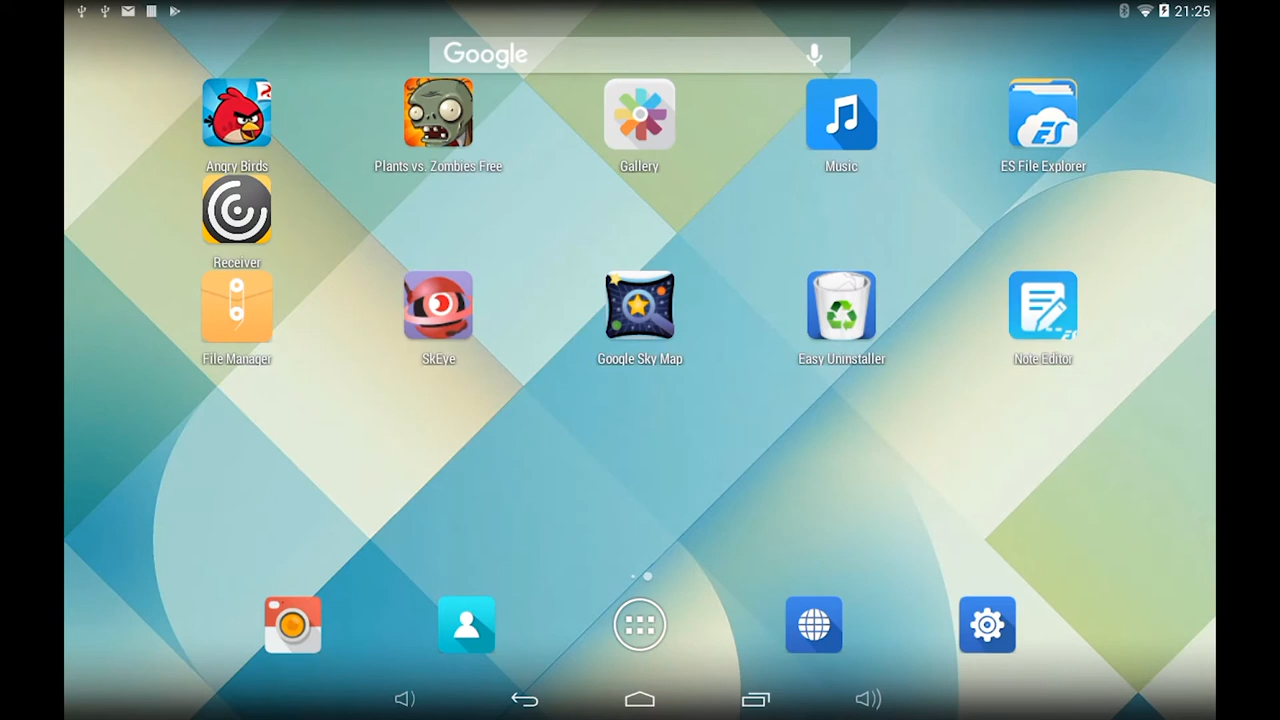 21:25
Google
Angry Birds
Plants vs. Zombies Free
Gallery
Music
ES File Explorer
ES
Receiver
File Manager
SkEye
Google Sky Map
Easy Uninstaller
Note Editor